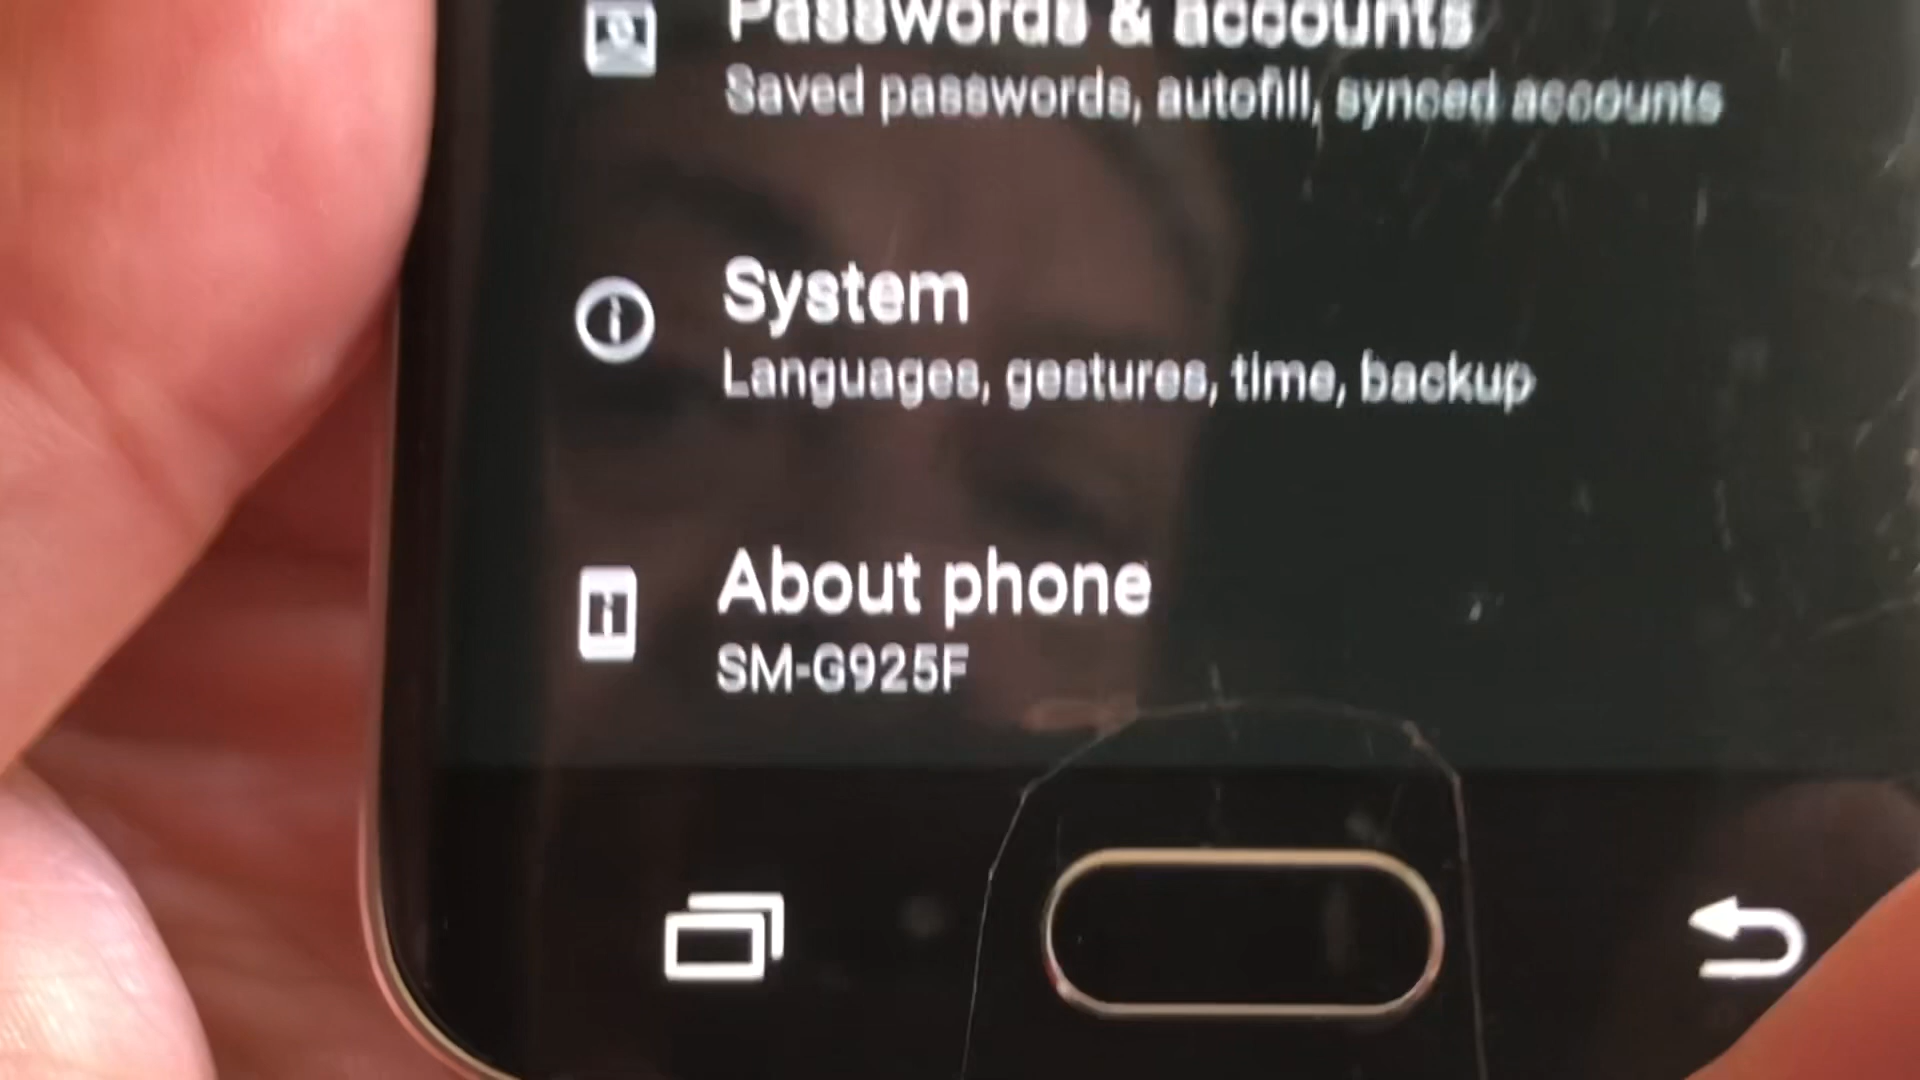 Passwords & accounts
Saved passwords, autofill, synced accounts
System
Languages, gestures, time, backup
About phone
SM-G925F